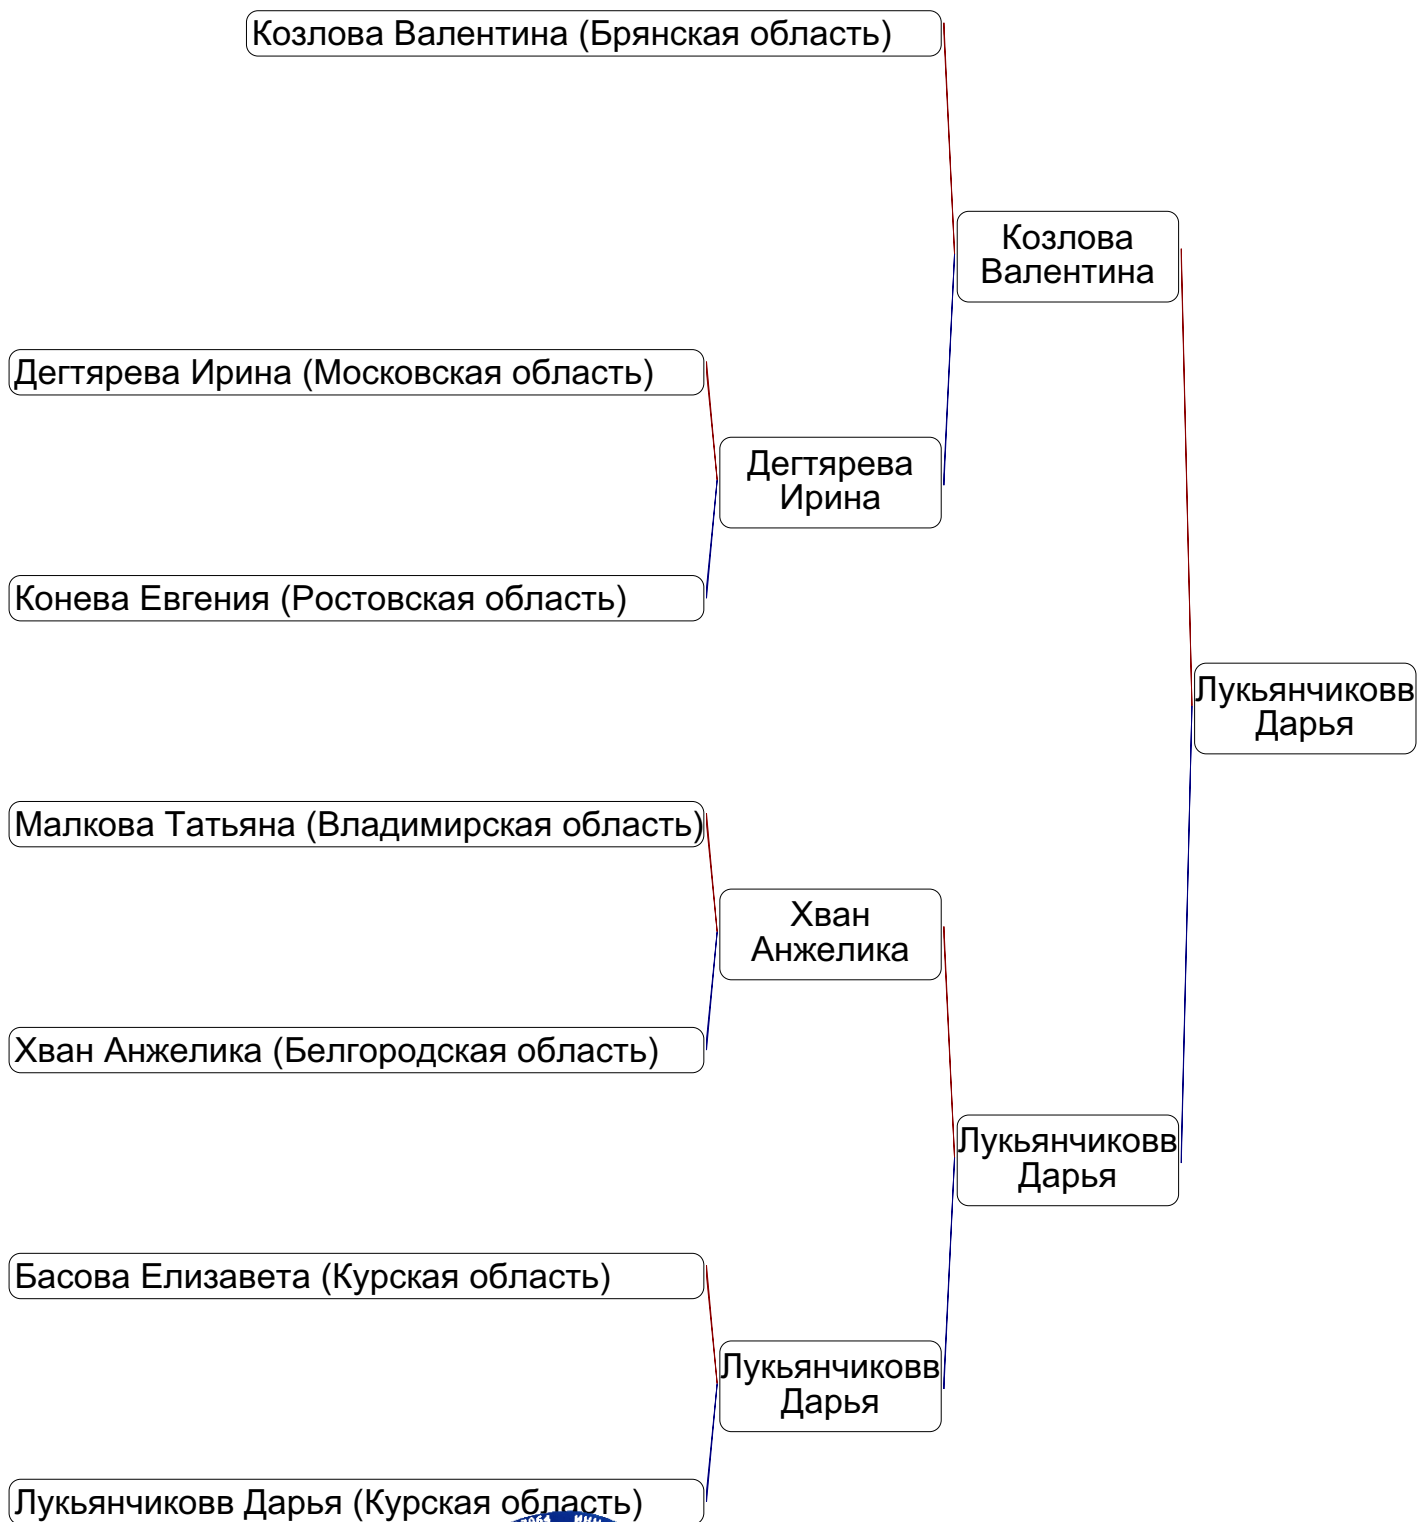 Козлова Валентина (Брянская область)
Козлова
Валентина
Дегтярева Ирина (Московская область)
Дегтярева
Ирина
Конева Евгения (Ростовская область)
Лукьянчиковв
Дарья
Малкова Татьяна (Владимирская область)
Хван
Анжелика
Хван Анжелика (Белгородская область)
Лукьянчиковв
Дарья
Басова Елизавета (Курская область)
Лукьянчиковв
Дарья
Лукьянчиковв Дарья (Курская область)